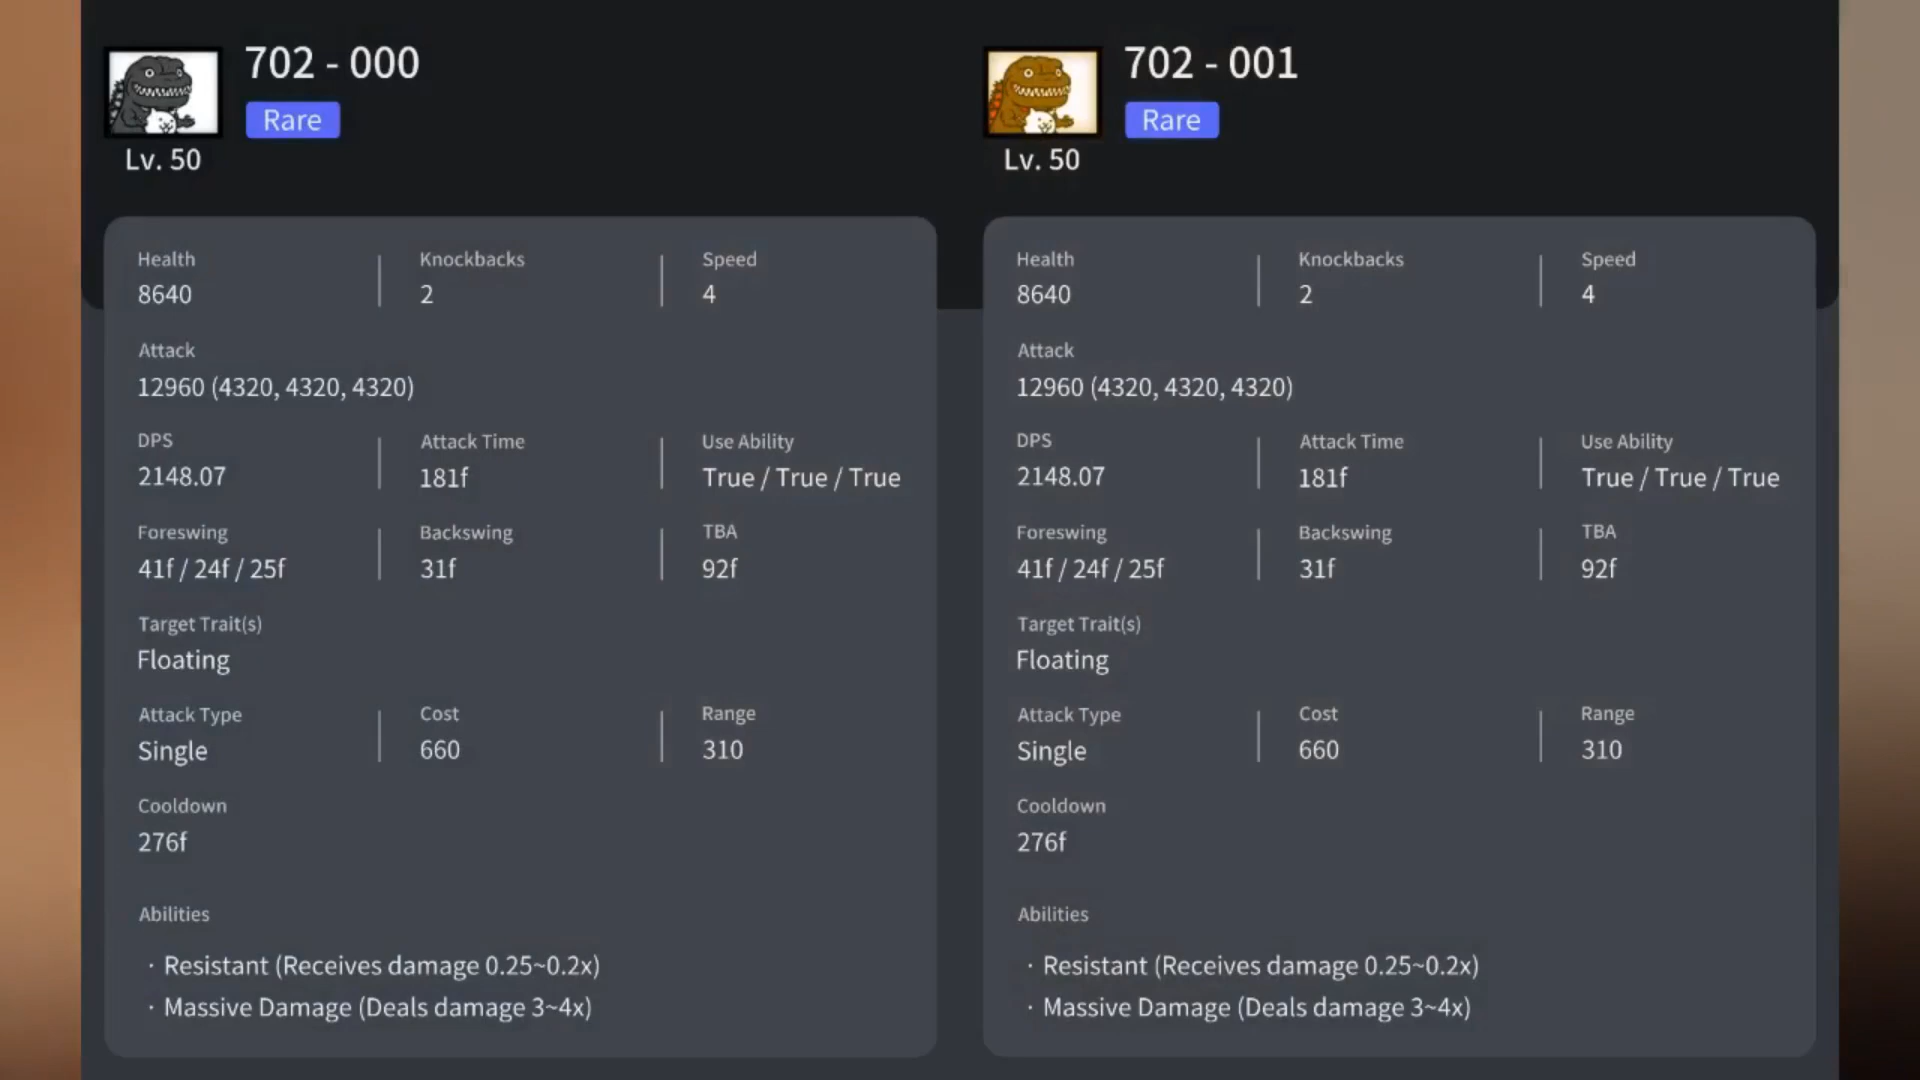 702 - 000
Rare
Lv. 50
Health
8640
Knockbacks
2
Speed
4
Attack
12960 (4320, 4320, 4320)
DPS
2148.07
Attack Time
181f
Use Ability
True / True / True
Foreswing
41f / 24f / 25f
Backswing
31f
TBA
92f
Target Trait(s)
Floating
Attack Type
Single
Cost
660
Range
310
Cooldown
276f
Abilities
· Resistant (Receives damage 0.25~0.2x)
· Massive Damage (Deals damage 3~4x)
702 - 001
Rare
Lv. 50
Health
8640
Knockbacks
2
Speed
4
Attack
12960 (4320, 4320, 4320)
DPS
2148.07
Attack Time
181f
Use Ability
True / True / True
Foreswing
41f / 24f / 25f
Backswing
31f
TBA
92f
Target Trait(s)
Floating
Attack Type
Single
Cost
660
Range
310
Cooldown
276f
Abilities
· Resistant (Receives damage 0.25~0.2x)
· Massive Damage (Deals damage 3~4x)